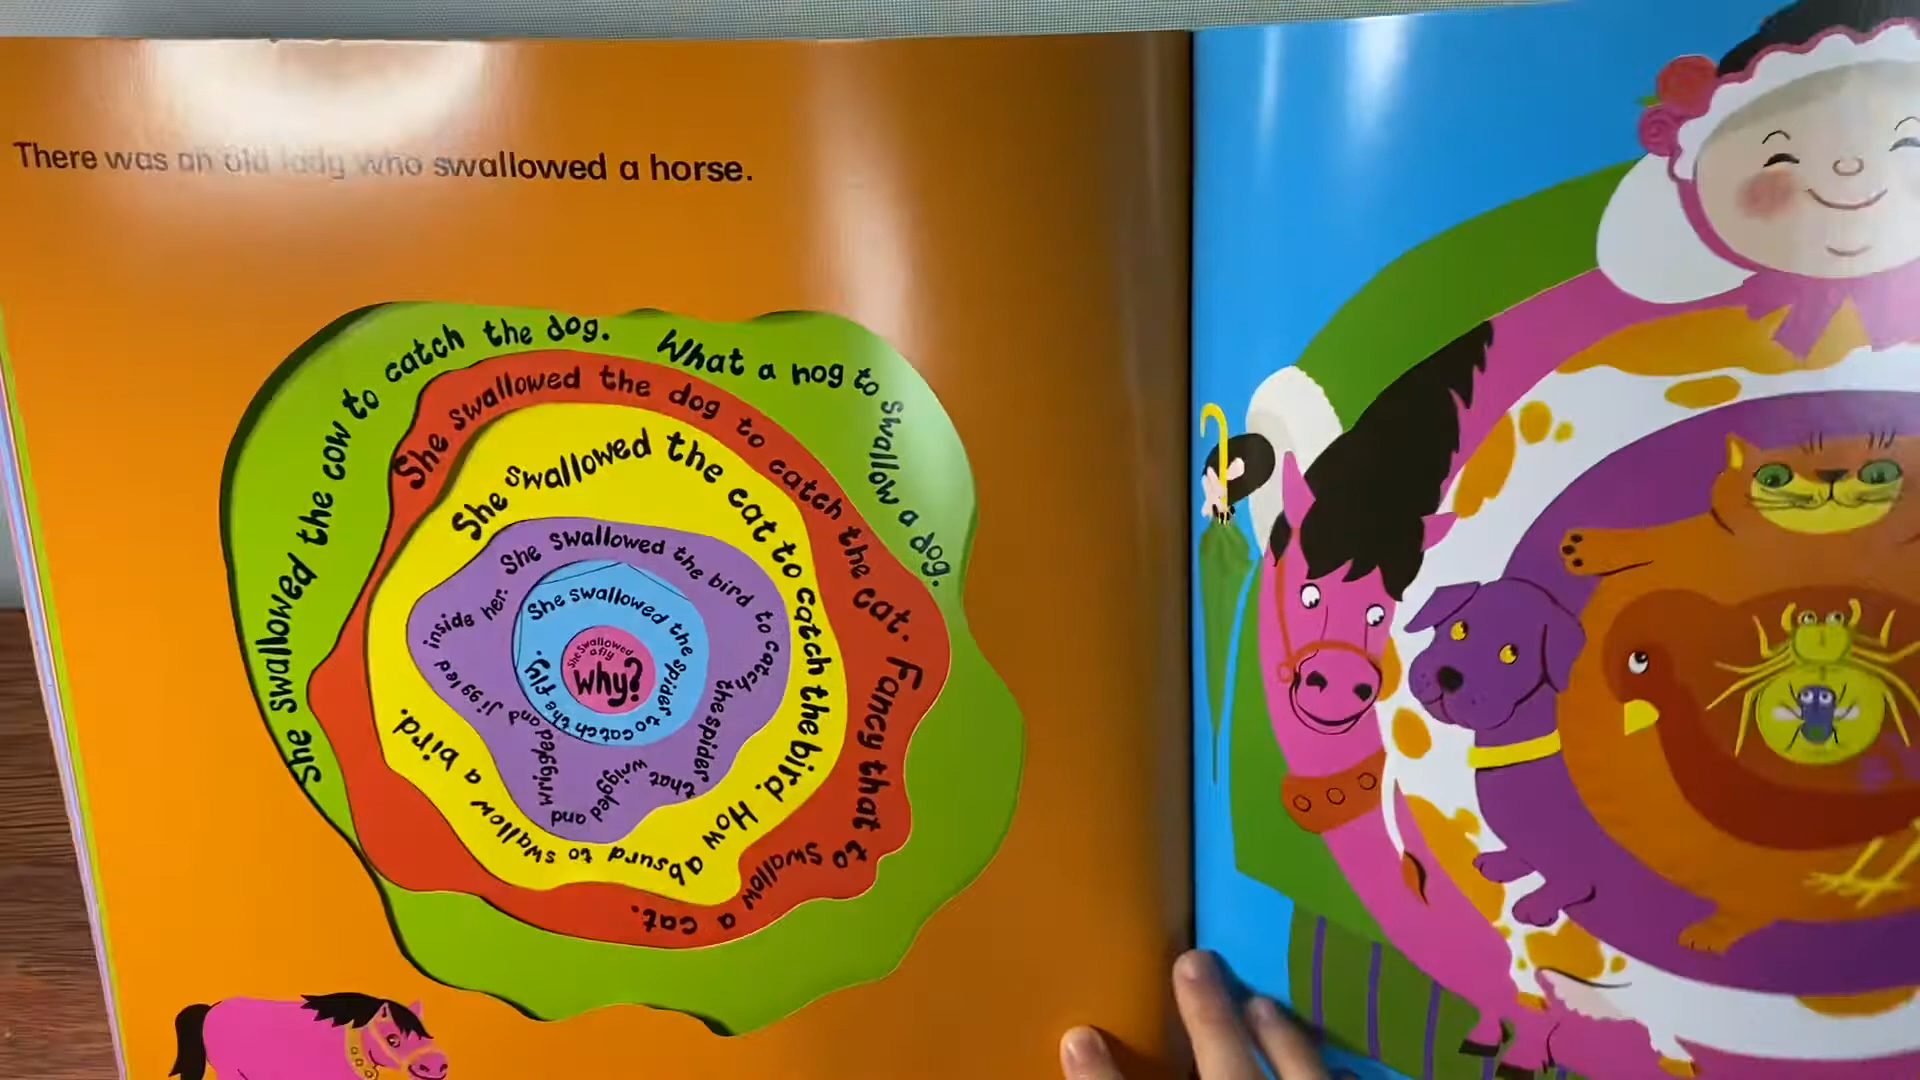 There was an old lady who swallowed a horse.
She swallowed the cow to catch the dog. What a hog to swallow a dog.
She swallowed the dog to catch the cat. Fancy that to swallow a cat.
She swallowed the cat to catch the bird. How absurd to swallow a bird.
She swallowed the bird to catch the spider that wriggled and wriggled and jiggled inside her.
She swallowed the spider to catch the fly.
She swallowed a fly
why?